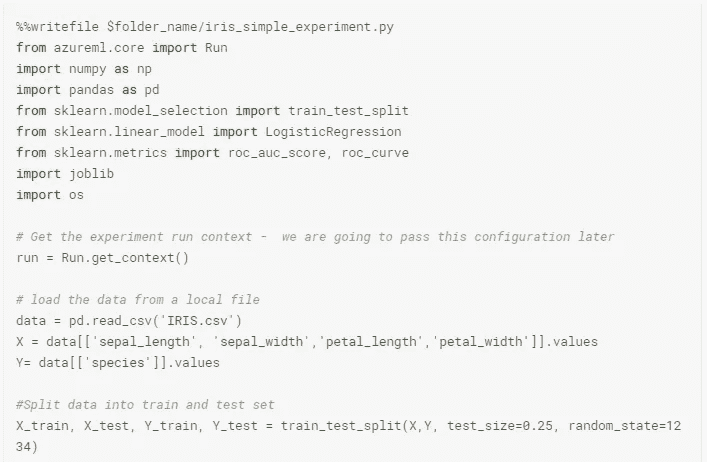 %%writefile $folder_name/iris_simple_experiment.py
from azureml.core import Run
import numpy as np
import pandas as pd
from sklearn.model_selection import train_test_split
from sklearn.linear_model import LogisticRegression
from sklearn.metrics import roc_auc_score, roc_curve
import joblib
import os

# Get the experiment run context -  we are going to pass this configuration later
run = Run.get_context()

# load the data from a local file
data = pd.read_csv('IRIS.csv')
X = data[['sepal_length', 'sepal_width','petal_length','petal_width']].values
Y= data[['species']].values

#Split data into train and test set
X_train, X_test, Y_train, Y_test = train_test_split(X,Y, test_size=0.25, random_state=12
34)